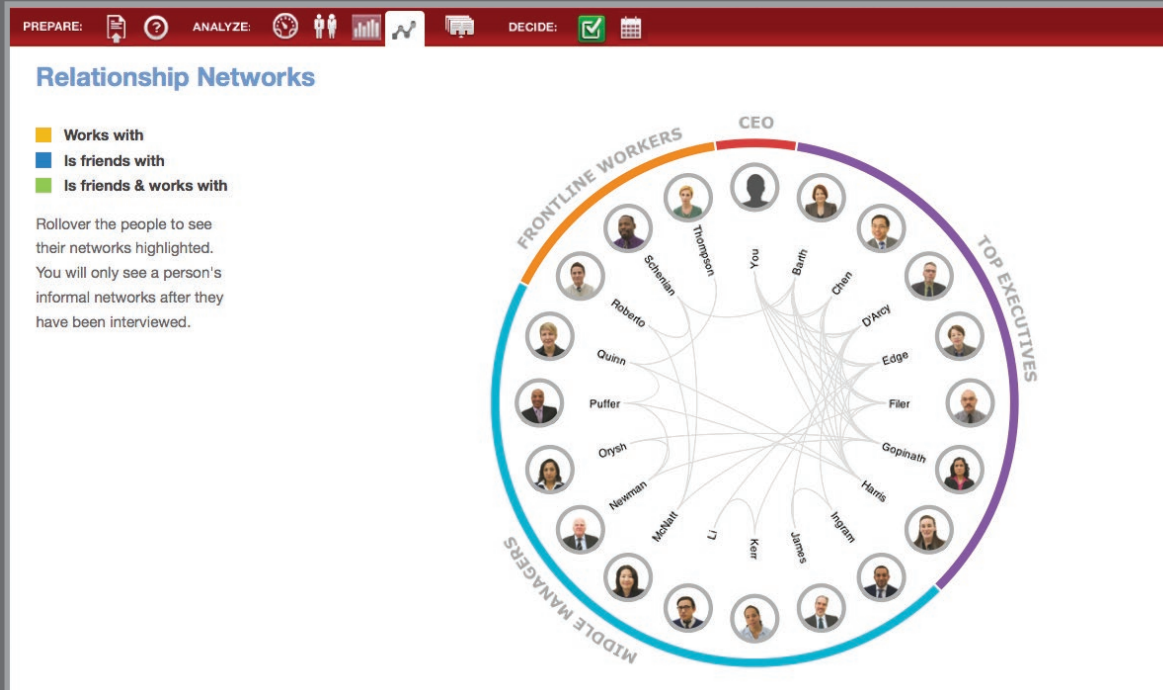 PREPARE:
ANALYZE:
DECIDE:
Relationship Networks
Works with
Is friends with
Is friends & works with
Rollover the people to see
their networks highlighted.
You will only see a person's
informal networks after they
have been interviewed.
CEO
TOP EXECUTIVES
MIDDLE MANAGERS
FRONTLINE WORKERS
You
Barth
Chen
D'Arcy
Edge
Filer
Gopinath
Harris
Ingram
James
Kerr
Li
McNatt
Newman
Orysh
Puffer
Quinn
Roberto
Schenian
Thompson